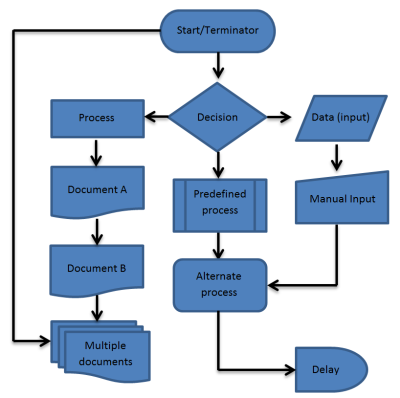 Start/Terminator
Process
Decision
Data (input)
Document A
Predefined
process
Manual Input
Document B
Alternate
process
Multiple
documents
Delay